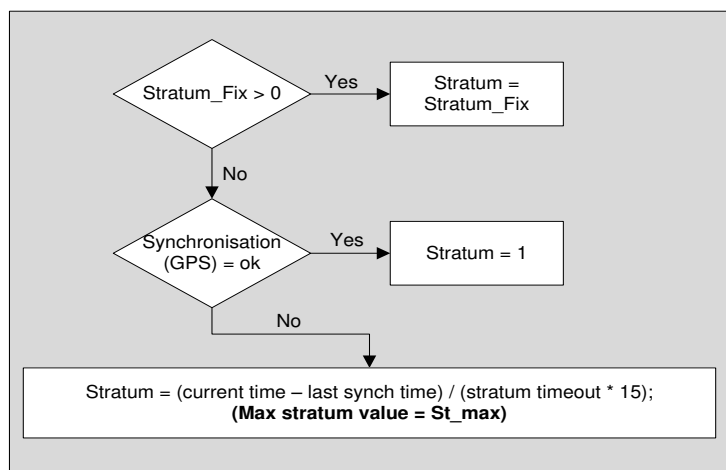 Stratum_Fix > 0
Yes
Stratum =
Stratum_Fix
No
Synchronisation
(GPS) = ok
Yes
Stratum = 1
No
Stratum = (current time – last synch time) / (stratum timeout * 15);
(Max stratum value = St_max)